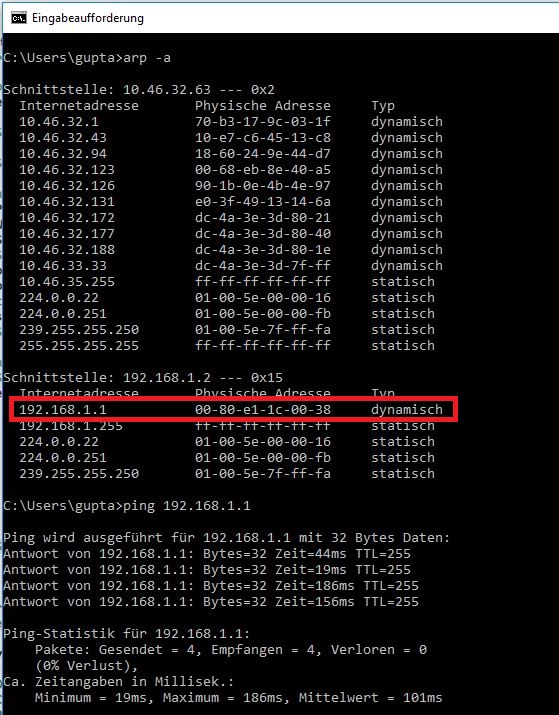 Eingabeaufforderung
C:\Users\gupta>arp -a
Schnittstelle: 10.46.32.63 --- 0x2
Internetadresse Physische Adresse Typ
10.46.32.1 70-b3-17-9c-03-1f dynamisch
10.46.32.43 10-e7-c6-45-13-c8 dynamisch
10.46.32.94 18-60-24-9e-44-d7 dynamisch
10.46.32.123 00-68-eb-8e-40-a5 dynamisch
10.46.32.126 90-1b-0e-4b-4e-97 dynamisch
10.46.32.131 e0-3f-49-13-14-6a dynamisch
10.46.32.172 dc-4a-3e-3d-80-21 dynamisch
10.46.32.177 dc-4a-3e-3d-80-40 dynamisch
10.46.32.188 dc-4a-3e-3d-80-1e dynamisch
10.46.33.33 dc-4a-3e-3d-7f-ff dynamisch
10.46.35.255 ff-ff-ff-ff-ff-ff statisch
224.0.0.22 01-00-5e-00-00-16 statisch
224.0.0.251 01-00-5e-00-00-fb statisch
239.255.255.250 01-00-5e-7f-ff-fa statisch
255.255.255.255 ff-ff-ff-ff-ff-ff statisch
Schnittstelle: 192.168.1.2 --- 0x15
Internetadresse Physische Adresse Typ
192.168.1.1 00-80-e1-1c-00-38 dynamisch
192.168.1.255 ff-ff-ff-ff-ff-ff statisch
224.0.0.22 01-00-5e-00-00-16 statisch
224.0.0.251 01-00-5e-00-00-fb statisch
239.255.255.250 01-00-5e-7f-ff-fa statisch
C:\Users\gupta>ping 192.168.1.1
Ping wird ausgeführt für 192.168.1.1 mit 32 Bytes Daten:
Antwort von 192.168.1.1: Bytes=32 Zeit=44ms TTL=255
Antwort von 192.168.1.1: Bytes=32 Zeit=19ms TTL=255
Antwort von 192.168.1.1: Bytes=32 Zeit=186ms TTL=255
Antwort von 192.168.1.1: Bytes=32 Zeit=156ms TTL=255
Ping-Statistik für 192.168.1.1:
Pakete: Gesendet = 4, Empfangen = 4, Verloren = 0
(0% Verlust),
Ca. Zeitangaben in Millisek.:
Minimum = 19ms, Maximum = 186ms, Mittelwert = 101ms